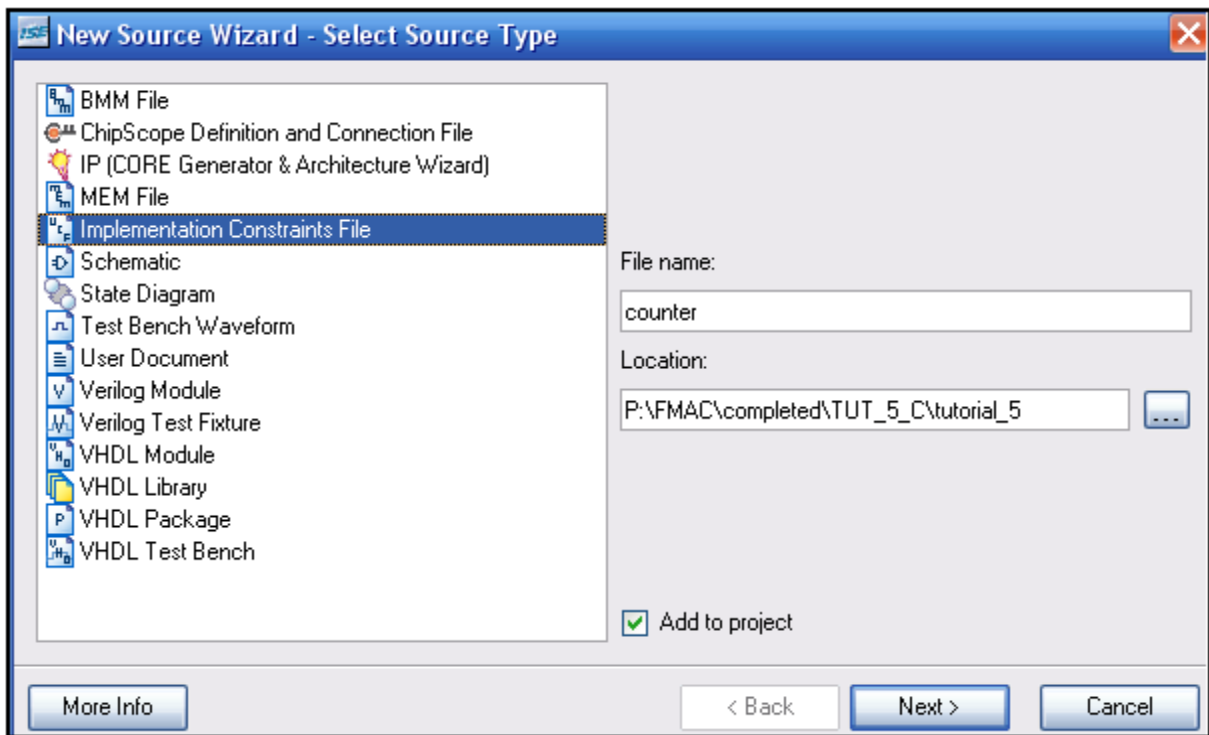 ISE New Source Wizard - Select Source Type
BMM File
ChipScope Definition and Connection File
IP (CORE Generator & Architecture Wizard)
MEM File
Implementation Constraints File
Schematic
State Diagram
Test Bench Waveform
User Document
Verilog Module
Verilog Test Fixture
VHDL Module
VHDL Library
VHDL Package
VHDL Test Bench
File name:
counter
Location:
P:\FMAC\completed\TUT_5_C\tutorial_5
...
Add to project
More Info
< Back
Next >
Cancel